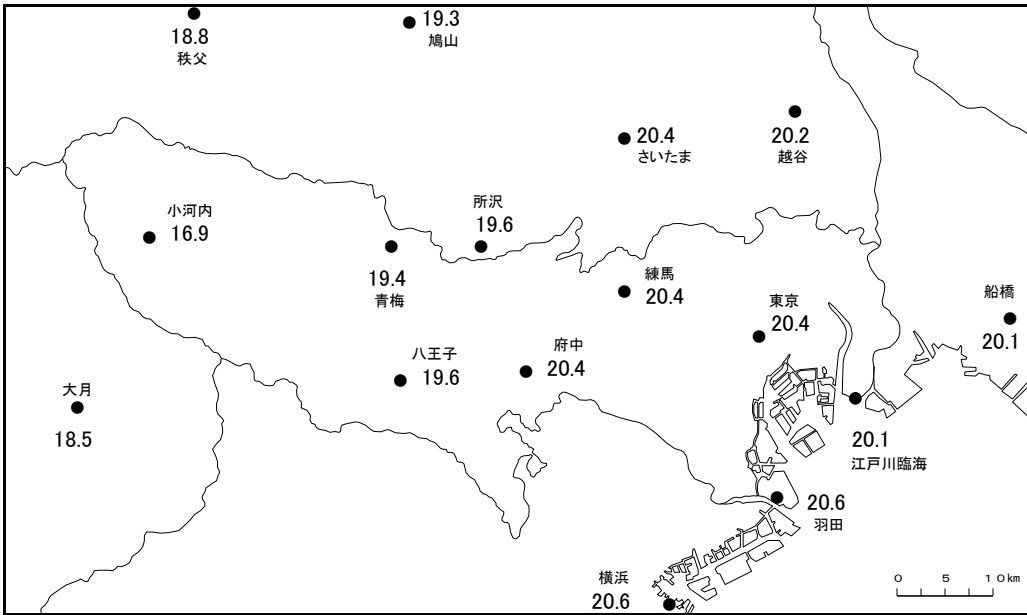 18.8
秩父
19.3
鳩山
20.4
さいたま
20.2
越谷
小河内
16.9
所沢
19.6
19.4
青梅
練馬
20.4
東京
20.4
船橋
20.1
八王子
19.6
府中
20.4
大月
18.5
20.1
江戸川臨海
20.6
羽田
横浜
20.6
0 5 10km